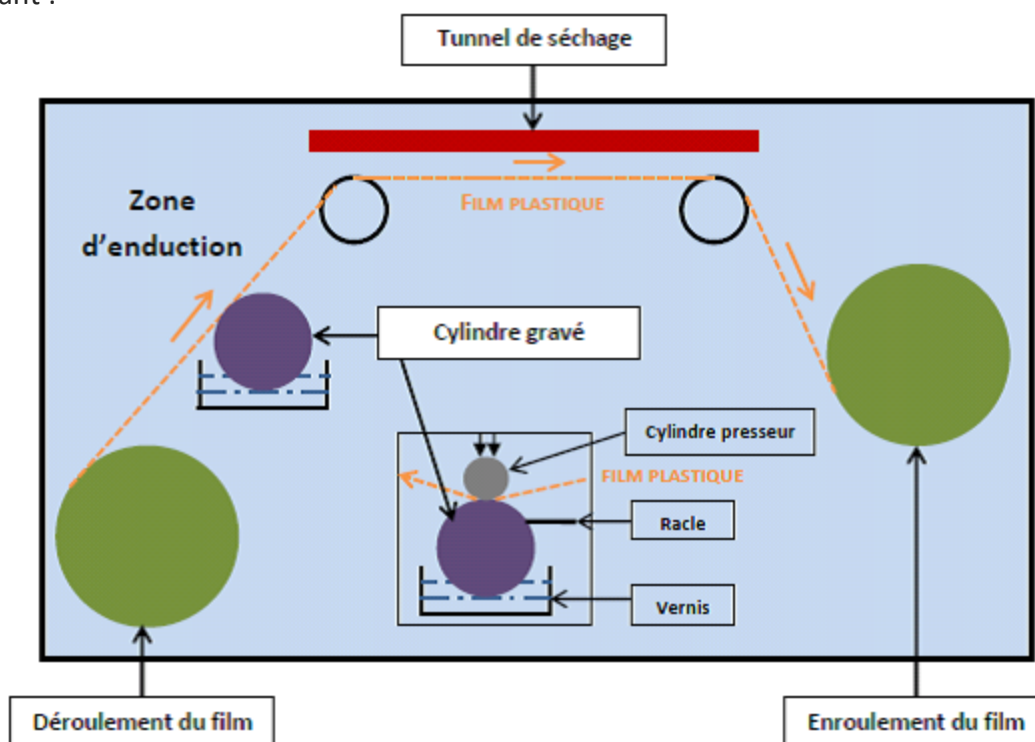 Tunnel de séchage
Zone
d'enduction
FILM PLASTIQUE
Cylindre gravé
Cylindre presseur
FILM PLASTIQUE
Racle
Vernis
Déroulement du film
Enroulement du film